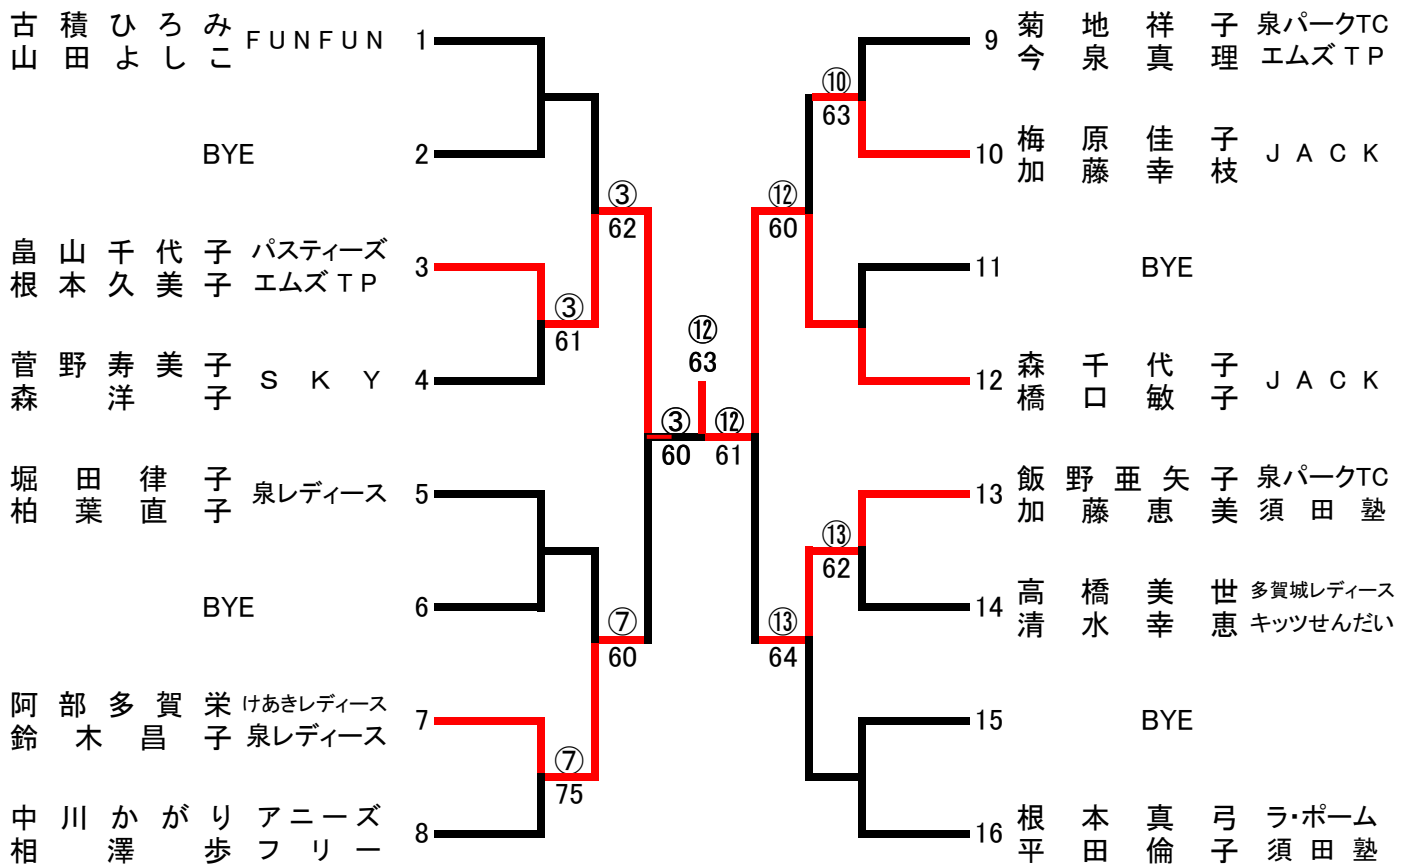 古積ひろみ FUNFUN 1
山田よしこ
BYE 2
③
62
畠山千代子 パスティーズ 3
根本久美子 エムズTP
③
61
菅野寿美子 SKY 4
森洋子
③
60
堀田律子 泉レディース 5
柏葉直子
BYE 6
⑦
60
阿部多賀栄 けあきレディース 7
鈴木昌子 泉レディース
⑦
75
中川かがり アニーズ 8
相澤歩 フリー
⑫
63
9 菊地祥子 泉パークTC
今泉真理 エムズTP
⑩
63
10 梅原佳子 JACK
加藤幸枝
⑫
60
11 BYE
12 森千代子 JACK
橋口敏子
⑫
61
13 飯野亜矢子 泉パークTC
加藤恵美 須田塾
⑬
62
14 高橋美世 多賀城レディース
清水幸恵 キッツせんだい
⑬
64
15 BYE
16 根本真弓 ラ・ポーム
平田倫子 須田塾